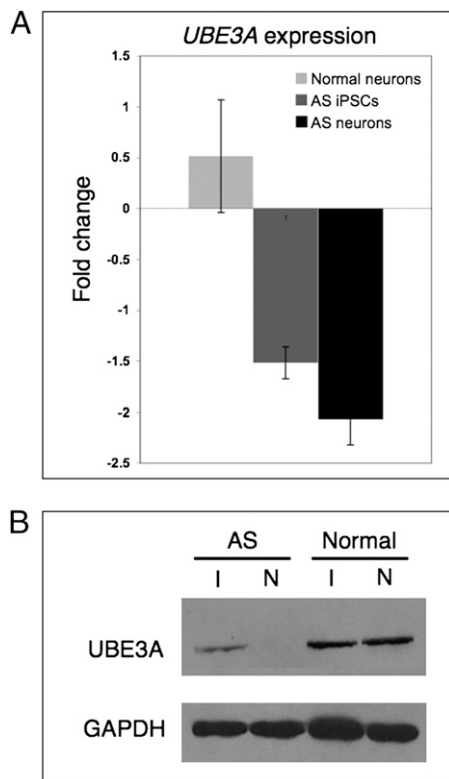 A
UBE3A expression
Normal neurons
AS iPSCs
AS neurons
Fold change
1.5
1
0.5
0
-0.5
-1
-1.5
-2
-2.5
B
AS Normal
I N I N
UBE3A
GAPDH